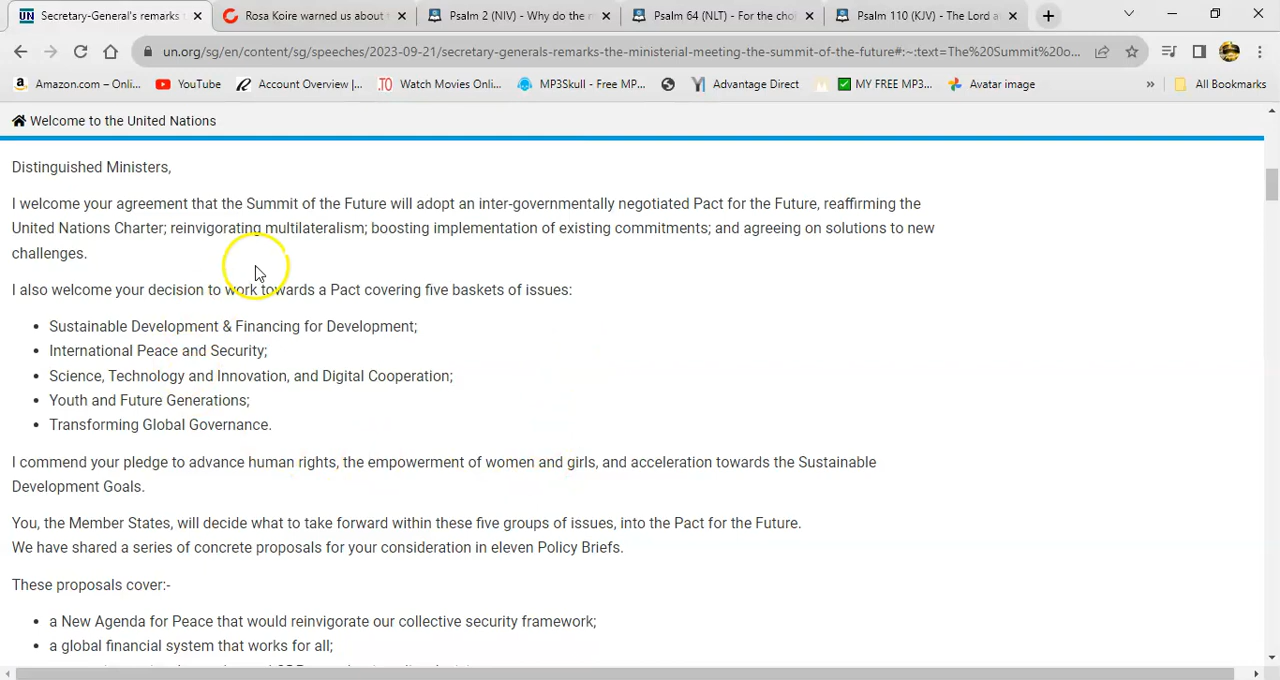 Secretary-General's remarks
Rosa Koire warned us about
Psalm 2 (NIV) - Why do the
Psalm 64 (NLT) - For the cho
Psalm 110 (KJV) - The Lord
un.org/sg/en/content/sg/speeches/2023-09-21/secretary-generals-remarks-the-ministerial-meeting-the-summit-of-the-future#:~:text=The%20Summit%20o...
Amazon.com – Onli...
YouTube
Account Overview |...
Watch Movies Onli...
MP3Skull - Free MP...
Advantage Direct
MY FREE MP3...
Avatar image
»
All Bookmarks
Welcome to the United Nations
Distinguished Ministers,
I welcome your agreement that the Summit of the Future will adopt an inter-governmentally negotiated Pact for the Future, reaffirming the
United Nations Charter; reinvigorating multilateralism; boosting implementation of existing commitments; and agreeing on solutions to new
challenges.
I also welcome your decision to work towards a Pact covering five baskets of issues:
• Sustainable Development & Financing for Development;
• International Peace and Security;
• Science, Technology and Innovation, and Digital Cooperation;
• Youth and Future Generations;
• Transforming Global Governance.
I commend your pledge to advance human rights, the empowerment of women and girls, and acceleration towards the Sustainable
Development Goals.
You, the Member States, will decide what to take forward within these five groups of issues, into the Pact for the Future.
We have shared a series of concrete proposals for your consideration in eleven Policy Briefs.
These proposals cover:-
• a New Agenda for Peace that would reinvigorate our collective security framework;
• a global financial system that works for all;